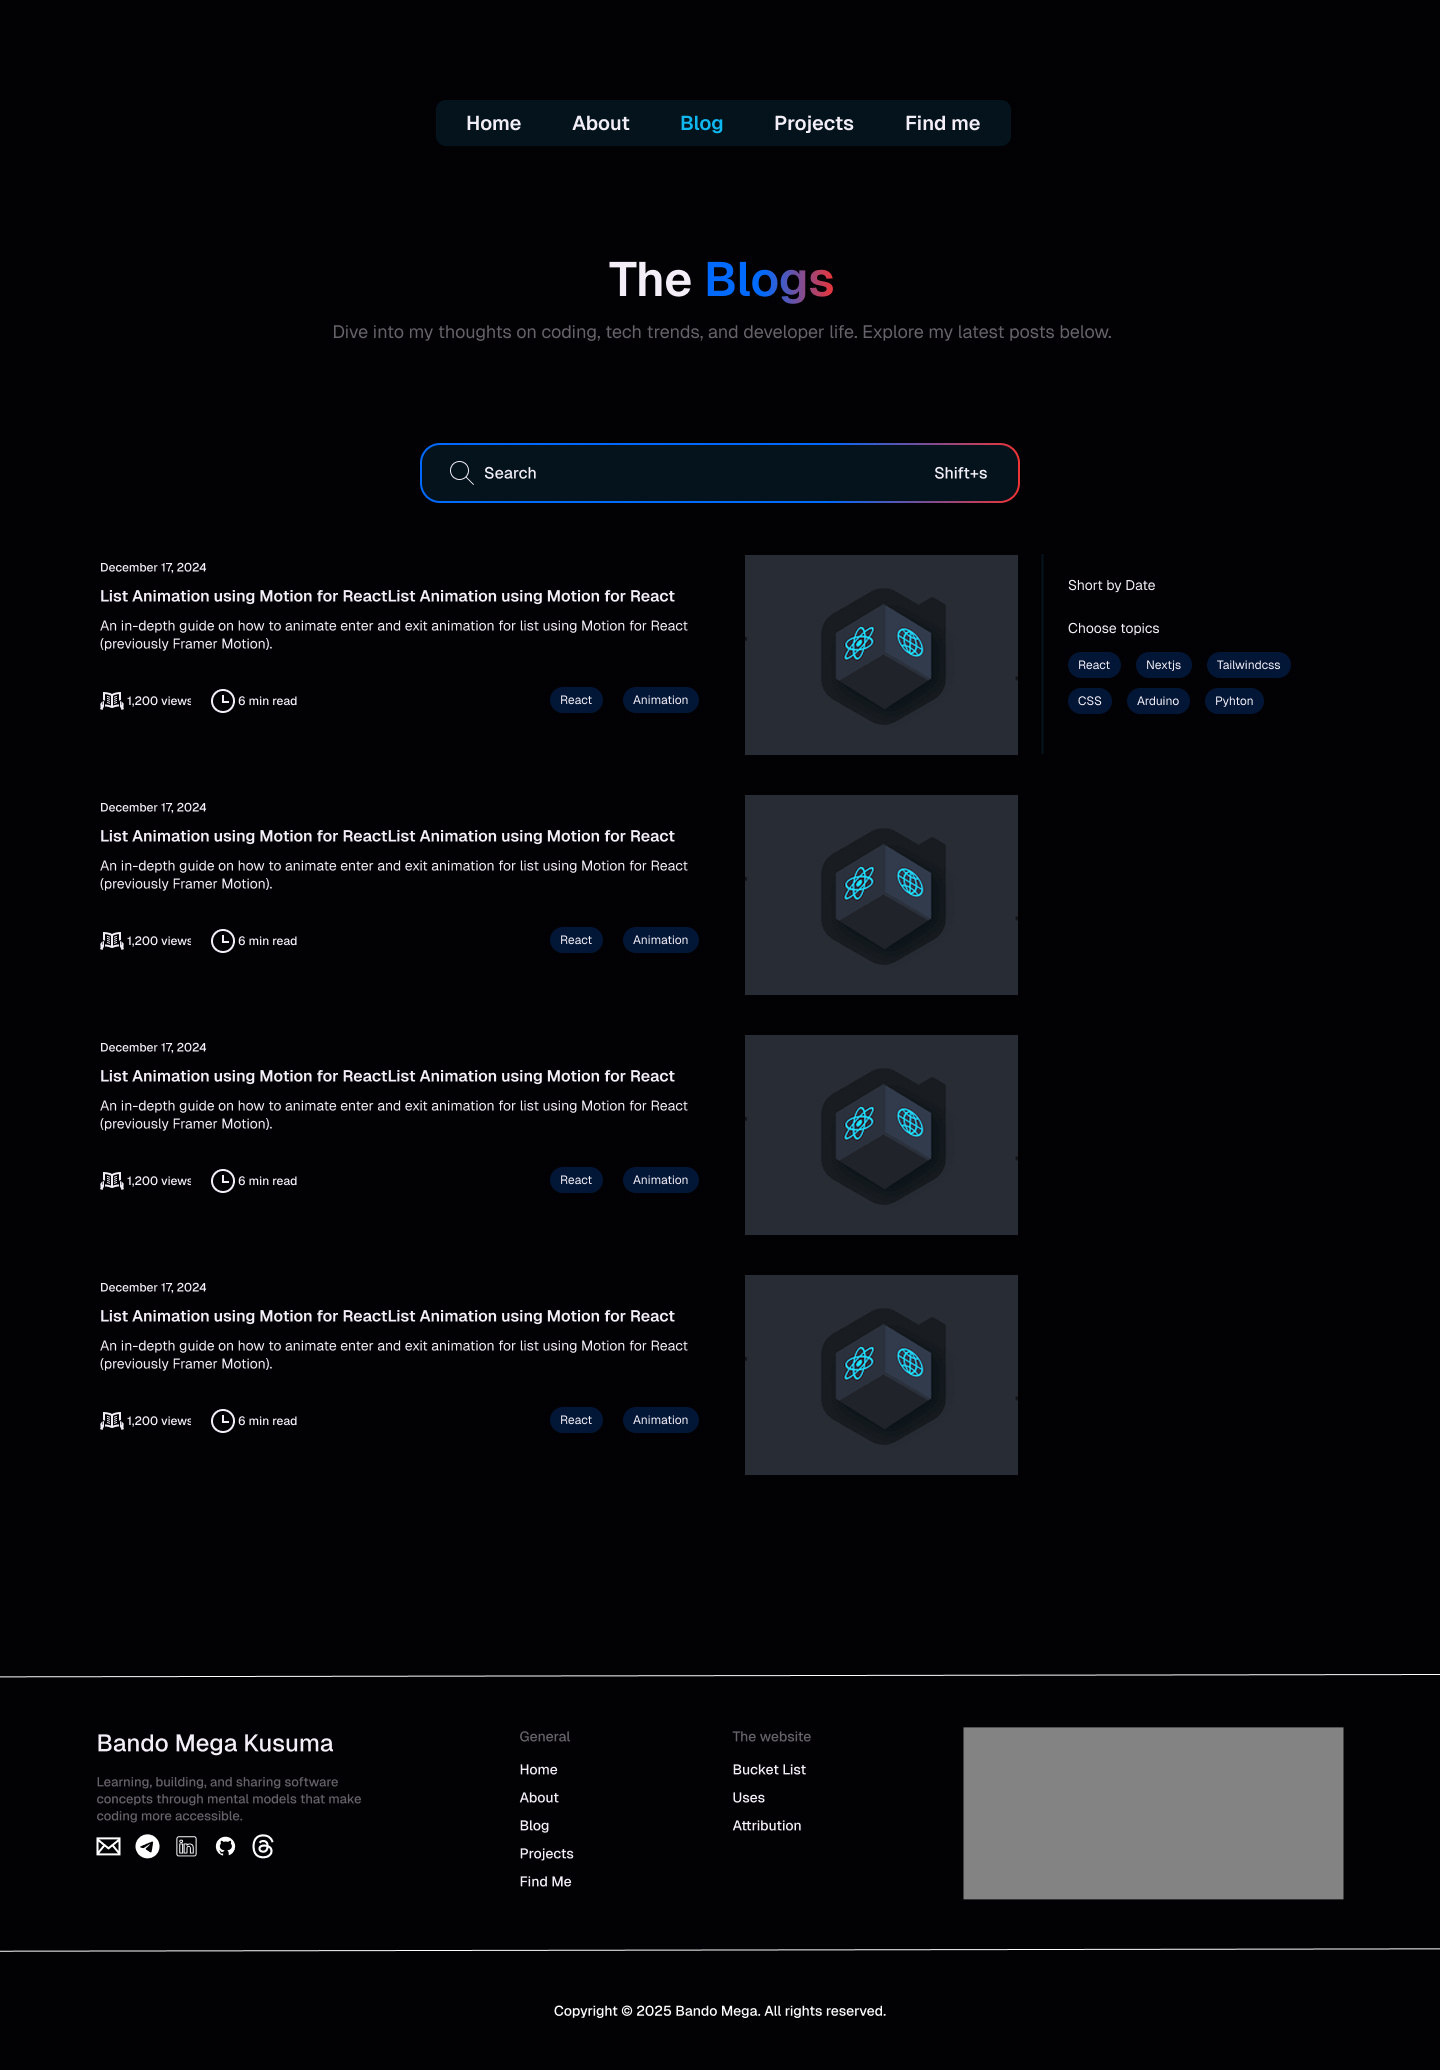 Home About Blog Projects Find me
The Blogs
Dive into my thoughts on coding, tech trends, and developer life. Explore my latest posts below.
Search Shift+s
December 17, 2024
List Animation using Motion for ReactList Animation using Motion for React
An in-depth guide on how to animate enter and exit animation for list using Motion for React
(previously Framer Motion).
1,200 views 6 min read React Animation
Short by Date
Choose topics
React Nextjs Tailwindcss
CSS Arduino Pyhton
December 17, 2024
List Animation using Motion for ReactList Animation using Motion for React
An in-depth guide on how to animate enter and exit animation for list using Motion for React
(previously Framer Motion).
1,200 views 6 min read React Animation
December 17, 2024
List Animation using Motion for ReactList Animation using Motion for React
An in-depth guide on how to animate enter and exit animation for list using Motion for React
(previously Framer Motion).
1,200 views 6 min read React Animation
December 17, 2024
List Animation using Motion for ReactList Animation using Motion for React
An in-depth guide on how to animate enter and exit animation for list using Motion for React
(previously Framer Motion).
1,200 views 6 min read React Animation
Bando Mega Kusuma
Learning, building, and sharing software
concepts through mental models that make
coding more accessible.
in
General
Home
About
Blog
Projects
Find Me
The website
Bucket List
Uses
Attribution
Copyright © 2025 Bando Mega. All rights reserved.